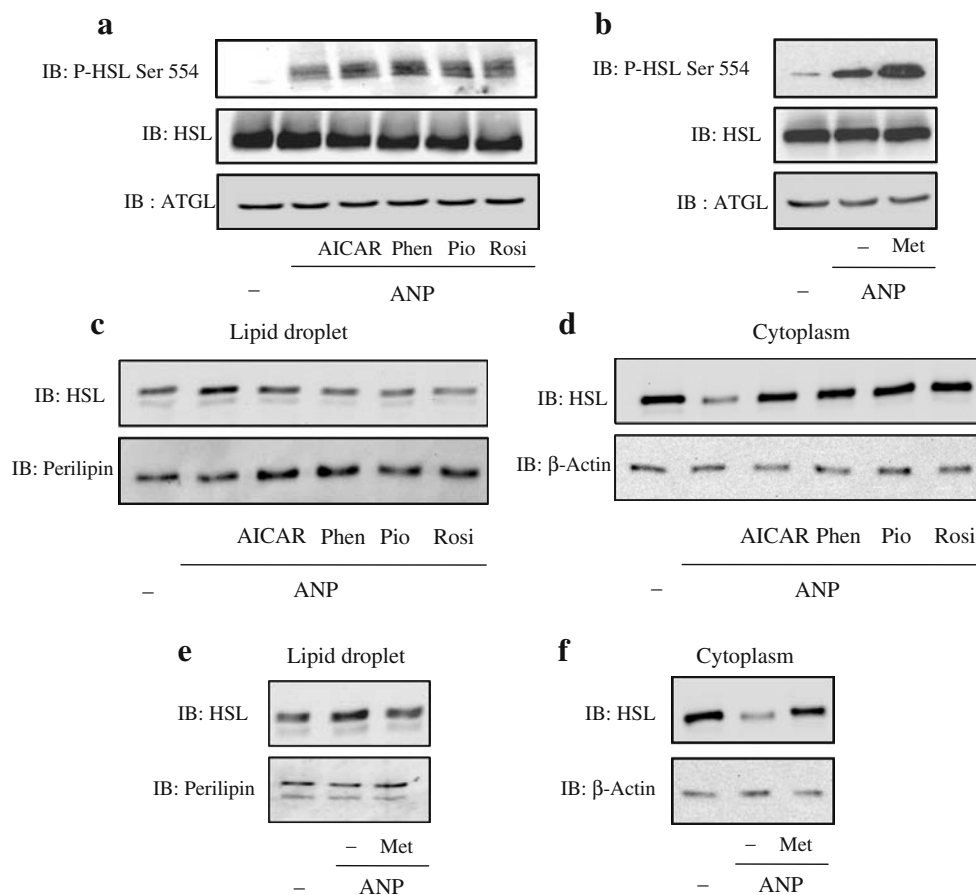 a
IB: P-HSL Ser 554
IB: HSL
IB : ATGL
AICAR Phen Pio Rosi
– ANP
b
IB: P-HSL Ser 554
IB: HSL
IB : ATGL
– Met
– ANP
c
Lipid droplet
IB: HSL
IB: Perilipin
AICAR Phen Pio Rosi
– ANP
d
Cytoplasm
IB: HSL
IB: β-Actin
AICAR Phen Pio Rosi
– ANP
e
Lipid droplet
IB: HSL
IB: Perilipin
– Met
– ANP
f
Cytoplasm
IB: HSL
IB: β-Actin
– Met
– ANP